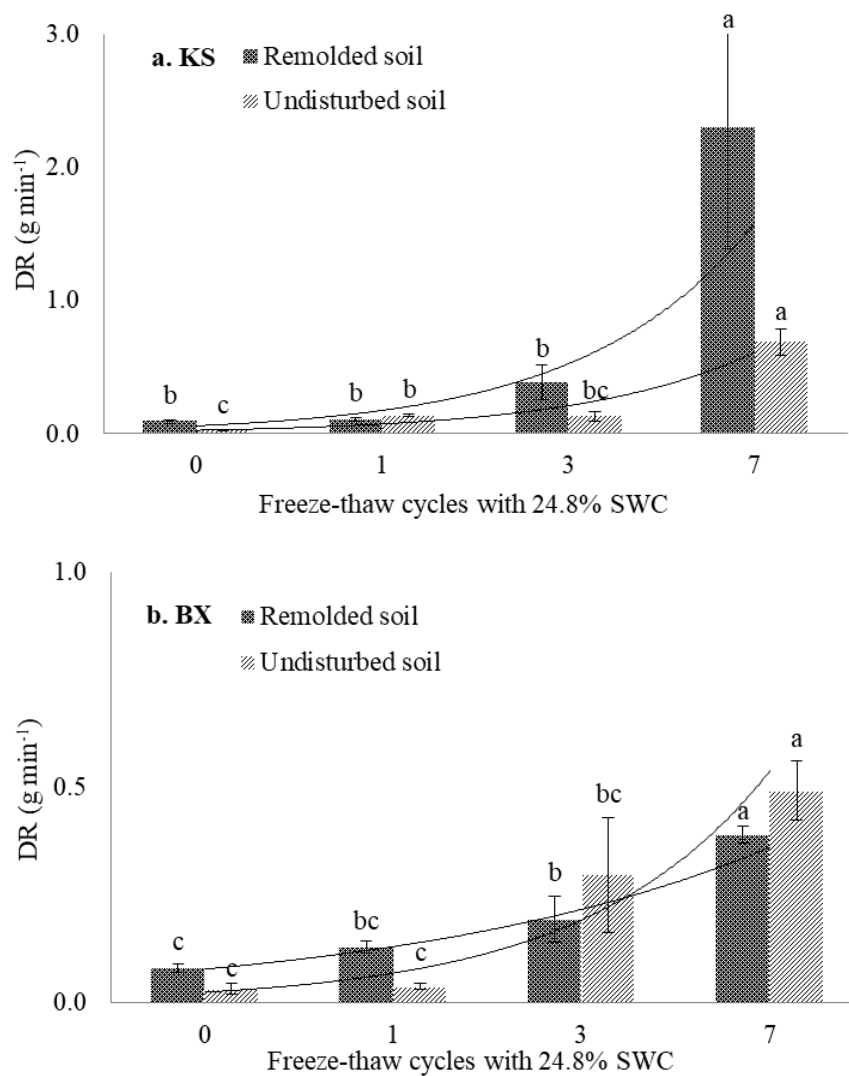 a
3.0
a. KS Remolded soil
Undisturbed soil
2.0
DR (g min⁻¹)
1.0
a
b
b c b b bc
0.0
0 1 3 7
Freeze-thaw cycles with 24.8% SWC
1.0
b. BX Remolded soil
Undisturbed soil
DR (g min⁻¹)
a
bc
0.5
a
b
bc
c c c
0.0
0 1 3 7
Freeze-thaw cycles with 24.8% SWC